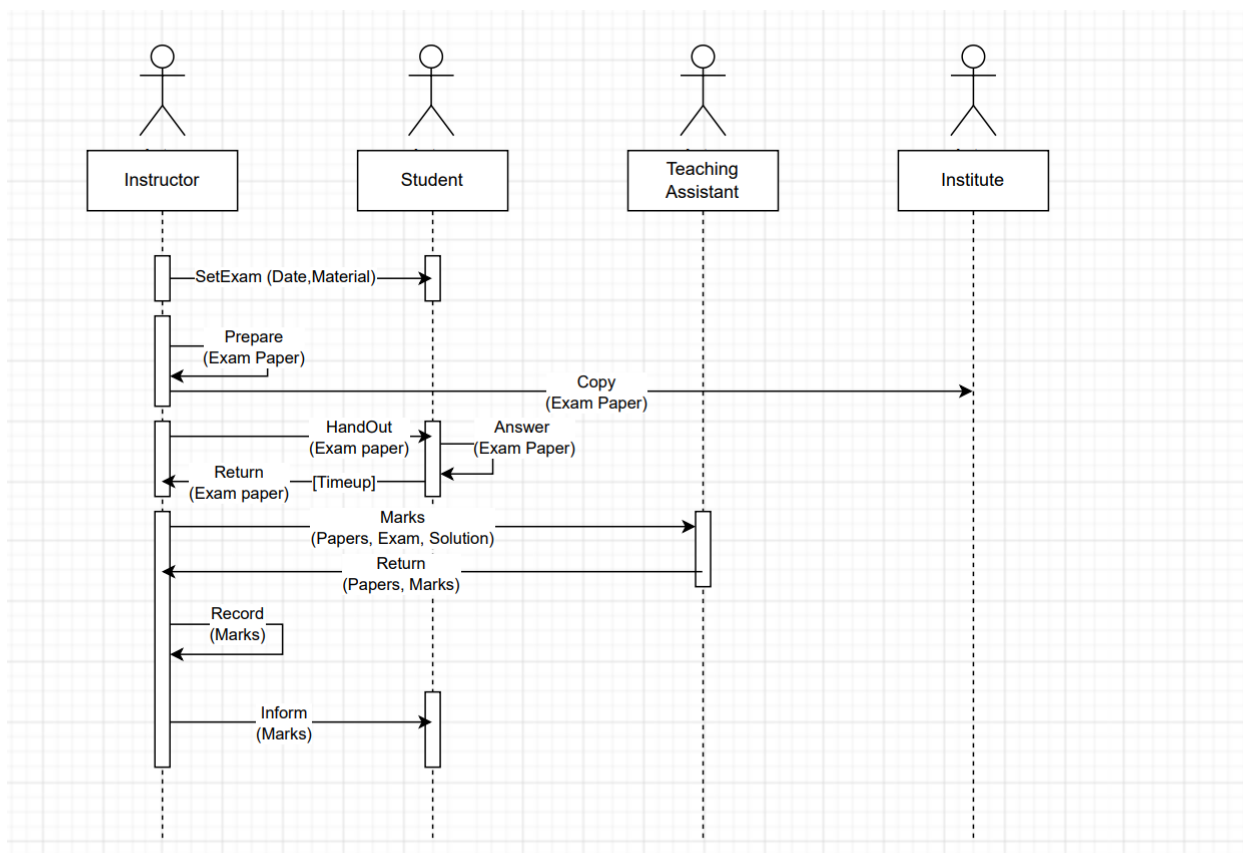 Instructor
Student
Teaching
Assistant
Institute
SetExam (Date,Material)
Prepare
(Exam Paper)
Copy
(Exam Paper)
HandOut
(Exam paper)
Answer
(Exam Paper)
Return
(Exam paper)
[Timeup]
Marks
(Papers, Exam, Solution)
Return
(Papers, Marks)
Record
(Marks)
Inform
(Marks)